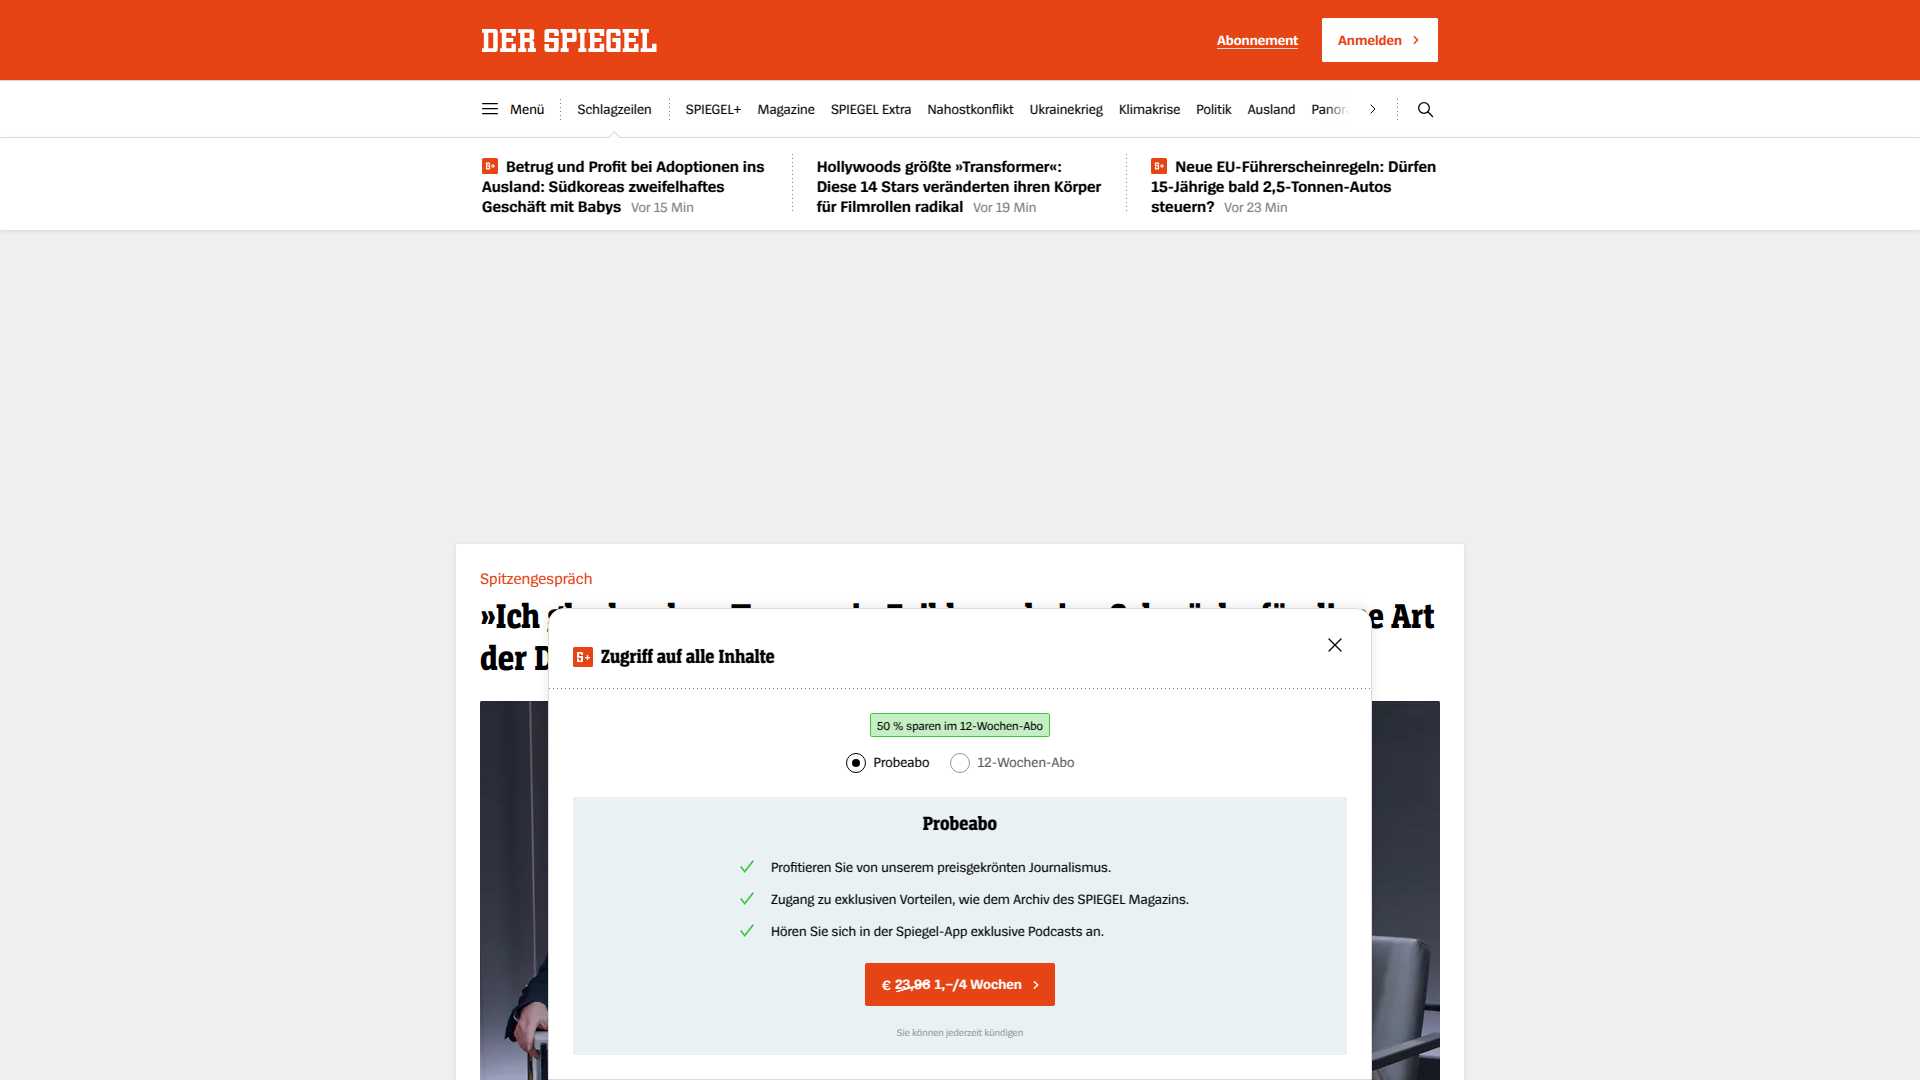 DER SPIEGEL
Abonnement
Anmelden
Menü
Schlagzeilen
SPIEGEL+
Magazine
SPIEGEL Extra
Nahostkonflikt
Ukrainekrieg
Klimakrise
Politik
Ausland
Betrug und Profit bei Adoptionen ins
Ausland: Südkoreas zweifelhaftes
Geschäft mit Babys Vor 15 Min
Hollywoods größte »Transformer«:
Diese 14 Stars veränderten ihren Körper
für Filmrollen radikal Vor 19 Min
Neue EU-Führerscheinregeln: Dürfen
15-Jährige bald 2,5-Tonnen-Autos
steuern? Vor 23 Min
Spitzengespräch
»Ich
Art
der
Zugriff auf alle Inhalte
50 % sparen im 12-Wochen-Abo
Probeabo
12-Wochen-Abo
Probeabo
Profitieren Sie von unserem preisgekrönten Journalismus.
Zugang zu exklusiven Vorteilen, wie dem Archiv des SPIEGEL Magazins.
Hören Sie sich in der Spiegel-App exklusive Podcasts an.
€ 23,96 1,–/4 Wochen
Sie können jederzeit kündigen